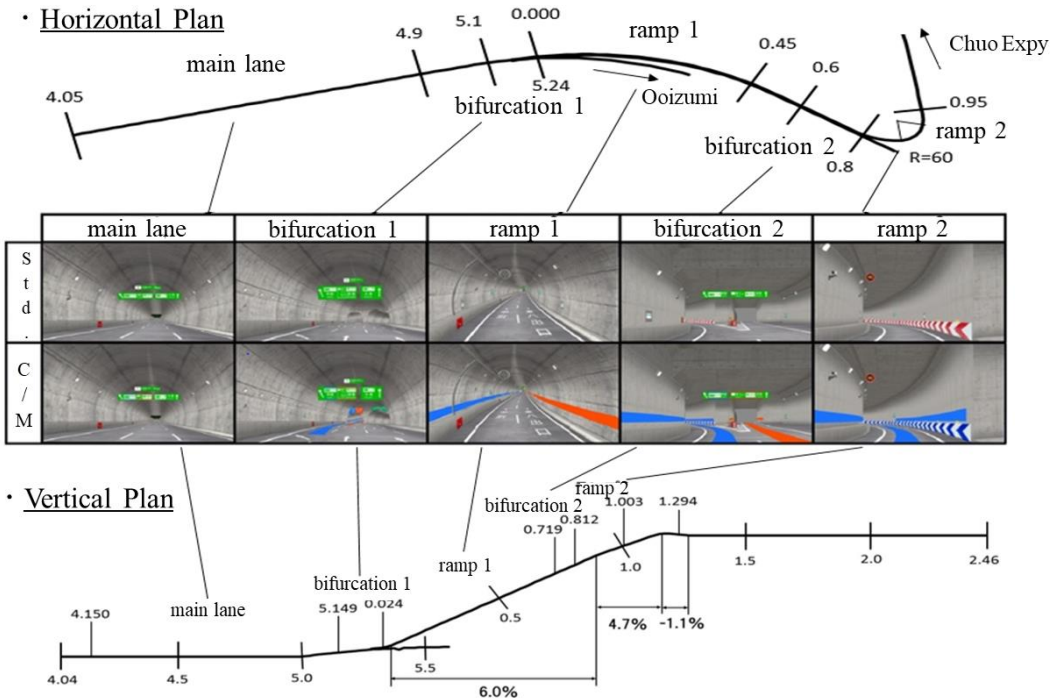 ・Horizontal Plan
main lane
4.05
4.9
5.1
0.000
5.24
bifurcation 1
ramp 1
Ooizumi
0.45
0.6
bifurcation 2
0.8
R=60
ramp 2
0.95
Chuo Expy
main lane
bifurcation 1
ramp 1
bifurcation 2
ramp 2
Std.
C/M
・Vertical Plan
main lane
bifurcation 1
ramp 1
bifurcation 2
ramp 2
4.150
5.149
0.024
0.719
0.812
1.003
1.294
4.04
4.5
5.0
5.5
0.5
1.0
1.5
2.0
2.46
6.0%
4.7%
-1.1%